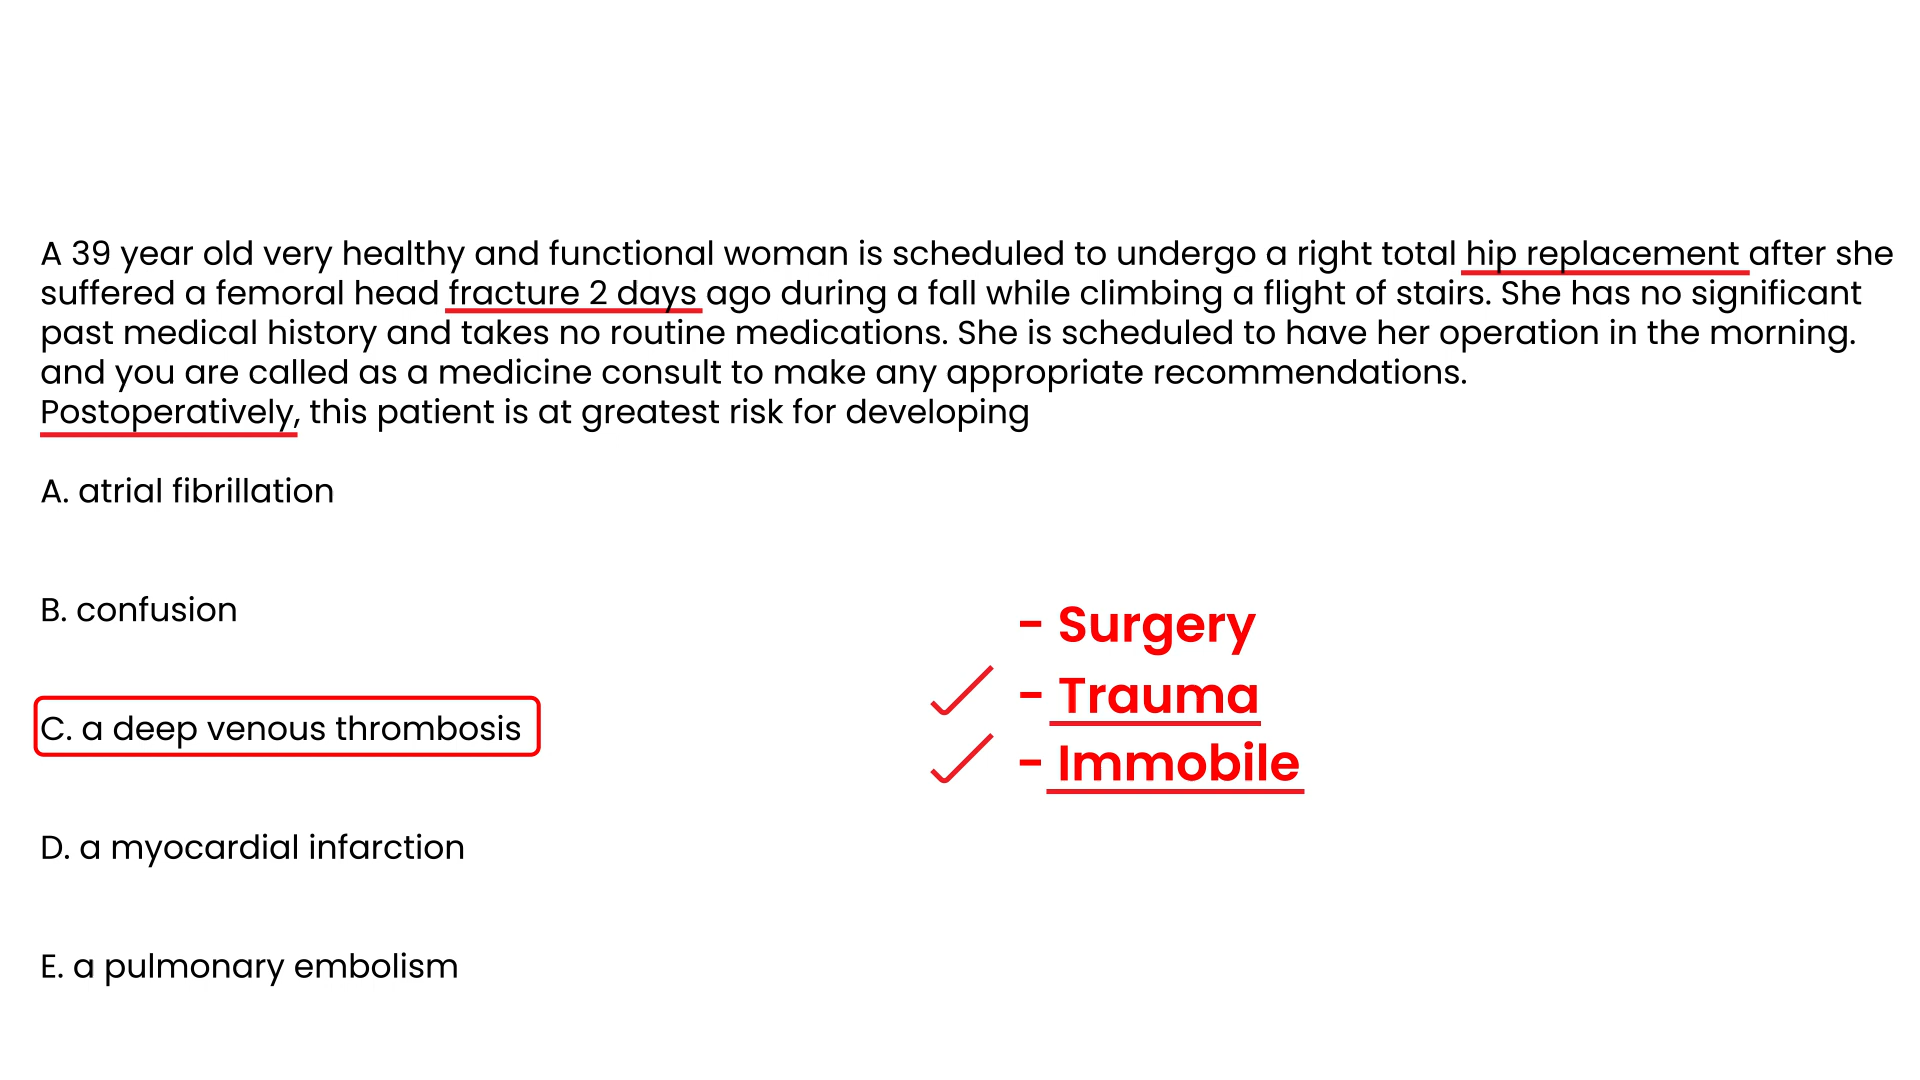 A 39 year old very healthy and functional woman is scheduled to undergo a right total hip replacement after she
suffered a femoral head fracture 2 days ago during a fall while climbing a flight of stairs. She has no significant
past medical history and takes no routine medications. She is scheduled to have her operation in the morning.
and you are called as a medicine consult to make any appropriate recommendations.
Postoperatively, this patient is at greatest risk for developing
A. atrial fibrillation
B. confusion
- Surgery
- Trauma
C. a deep venous thrombosis
- Immobile
D. a myocardial infarction
E. a pulmonary embolism